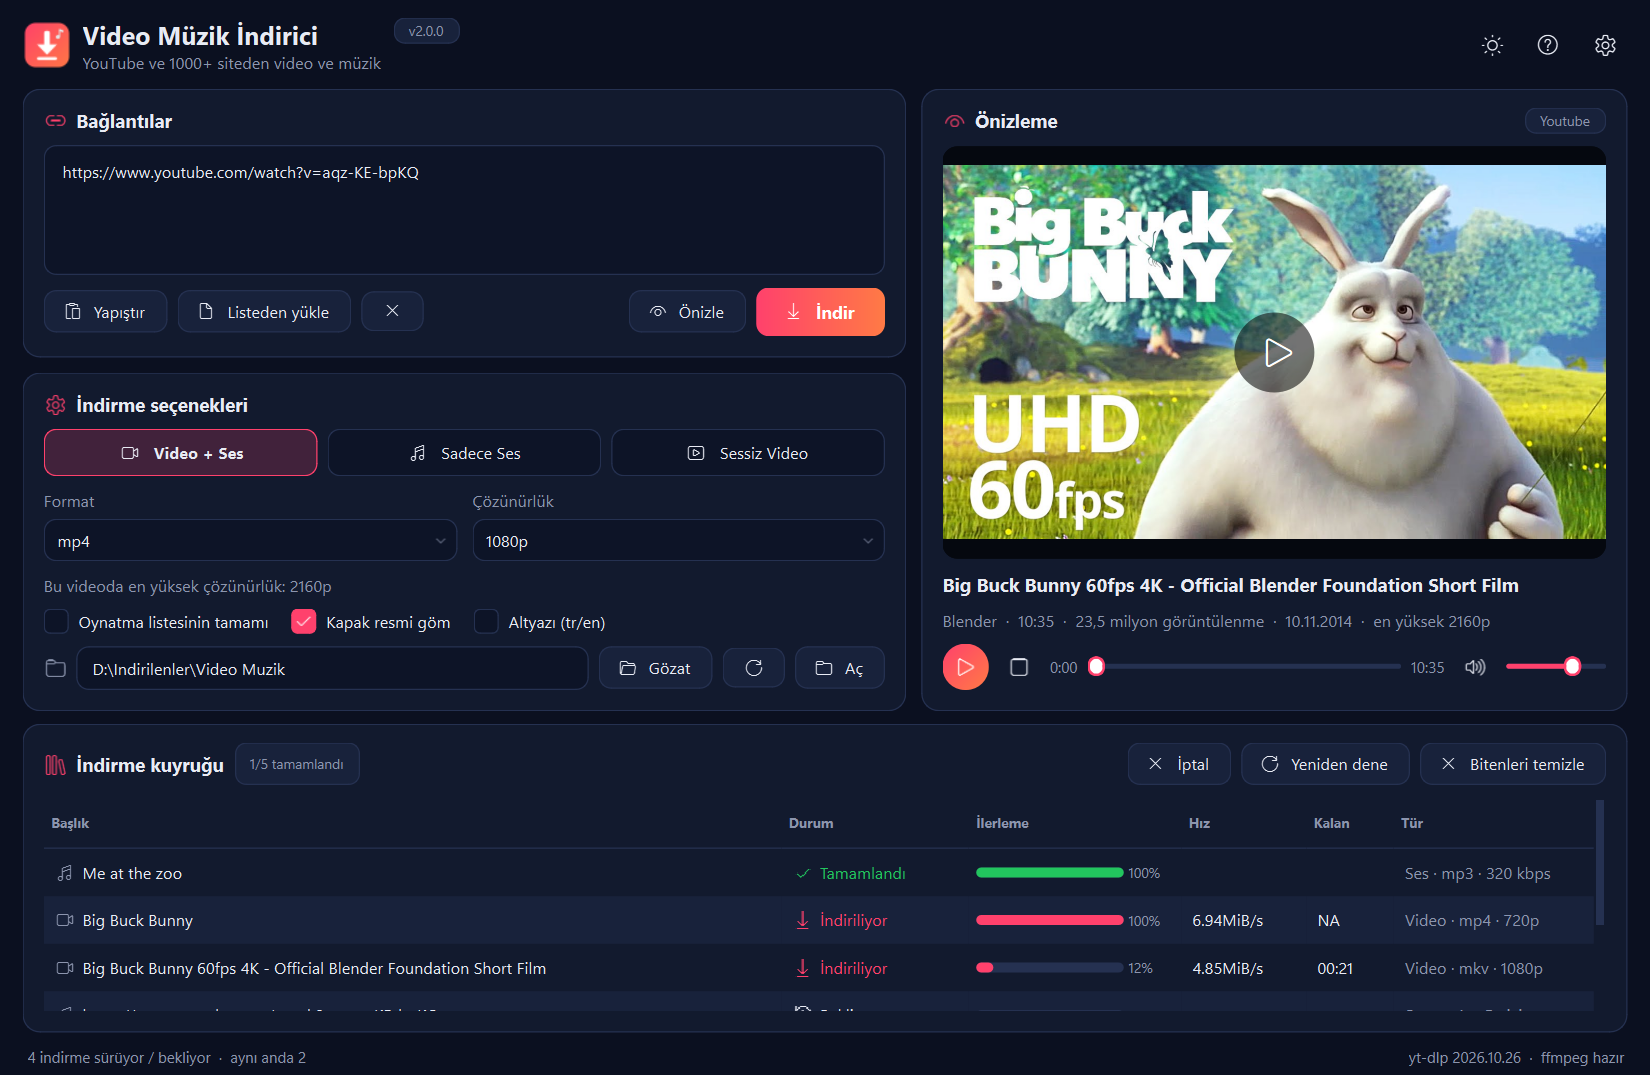 Video Müzik İndirici
v2.0.0
YouTube ve 1000+ siteden video ve müzik
Bağlantılar
https://www.youtube.com/watch?v=aqz-KE-bpKQ
Yapıştır
Listeden yükle
Önizle
İndir
İndirme seçenekleri
Video + Ses
Sadece Ses
Sessiz Video
Format
Çözünürlük
mp4
1080p
Bu videoda en yüksek çözünürlük: 2160p
Oynatma listesinin tamamı
Kapak resmi göm
Altyazı (tr/en)
D:\Indirilenler\Video Muzik
Gözat
Aç
Önizleme
Youtube
Big Buck
BUNNY
UHD
60fps
Big Buck Bunny 60fps 4K - Official Blender Foundation Short Film
Blender · 10:35 · 23,5 milyon görüntülenme · 10.11.2014 · en yüksek 2160p
0:00
10:35
İndirme kuyruğu
1/5 tamamlandı
İptal
Yeniden dene
Bitenleri temizle
Başlık Durum İlerleme Hız Kalan Tür
Me at the zoo Tamamlandı 100% Ses · mp3 · 320 kbps
Big Buck Bunny İndiriliyor 100% 6.94MiB/s NA Video · mp4 · 720p
Big Buck Bunny 60fps 4K - Official Blender Foundation Short Film İndiriliyor 12% 4.85MiB/s 00:21 Video · mkv · 1080p
4 indirme sürüyor / bekliyor · aynı anda 2
yt-dlp 2026.10.26 · ffmpeg hazır